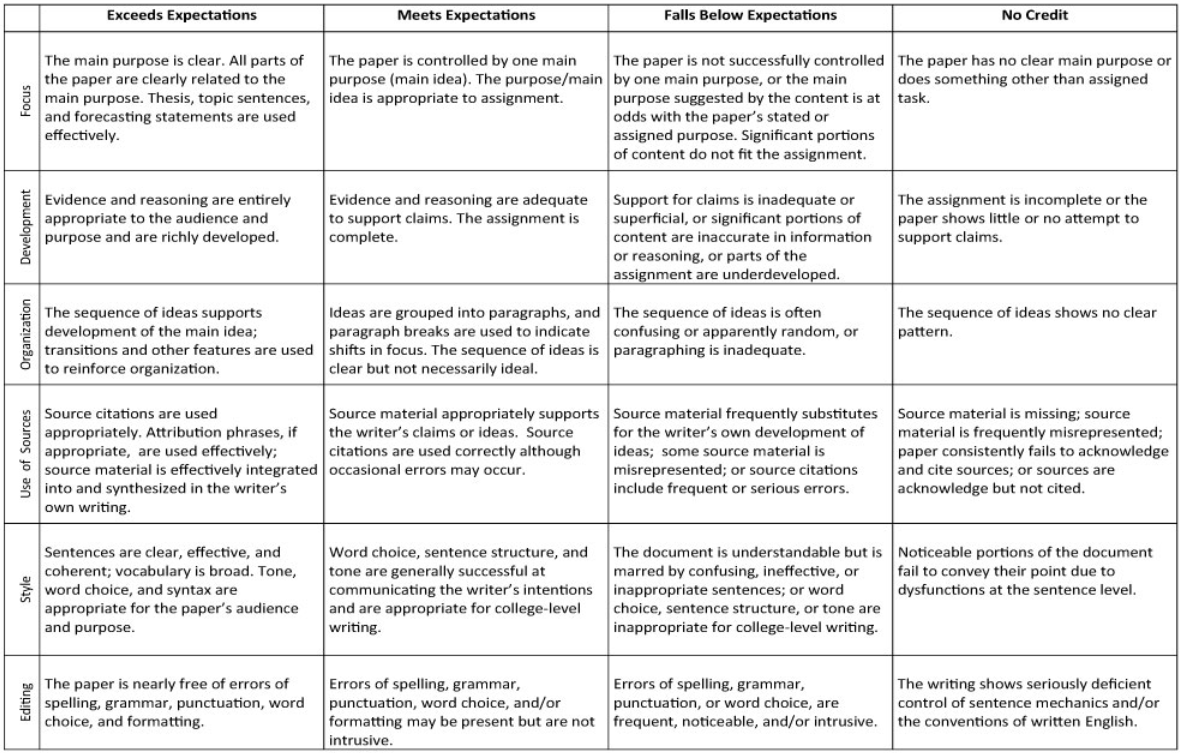 Exceeds Expectations
Meets Expectations
Falls Below Expectations
No Credit
Focus
The main purpose is clear. All parts of
the paper are clearly related to the
main purpose. Thesis, topic sentences,
and forecasting statements are used
effectively.
The paper is controlled by one main
purpose (main idea). The purpose/main
idea is appropriate to assignment.
The paper is not successfully controlled
by one main purpose, or the main
purpose suggested by the content is at
odds with the paper's stated or
assigned purpose. Significant portions
of content do not fit the assignment.
The paper has no clear main purpose or
does something other than assigned
task.
Development
Evidence and reasoning are entirely
appropriate to the audience and
purpose and are richly developed.
Evidence and reasoning are adequate
to support claims. The assignment is
complete.
Support for claims is inadequate or
superficial, or significant portions of
content are inaccurate in information
or reasoning, or parts of the
assignment are underdeveloped.
The assignment is incomplete or the
paper shows little or no attempt to
support claims.
Organization
The sequence of ideas supports
development of the main idea;
transitions and other features are used
to reinforce organization.
Ideas are grouped into paragraphs, and
paragraph breaks are used to indicate
shifts in focus. The sequence of ideas is
clear but not necessarily ideal.
The sequence of ideas is often
confusing or apparently random, or
paragraphing is inadequate.
The sequence of ideas shows no clear
pattern.
Use of Sources
Source citations are used
appropriately. Attribution phrases, if
appropriate, are used effectively;
source material is effectively integrated
into and synthesized in the writer's
own writing.
Source material appropriately supports
the writer's claims or ideas. Source
citations are used correctly although
occasional errors may occur.
Source material frequently substitutes
for the writer's own development of
ideas; some source material is
misrepresented; or source citations
include frequent or serious errors.
Source material is missing; source
material is frequently misrepresented;
paper consistently fails to acknowledge
and cite sources; or sources are
acknowledge but not cited.
Style
Sentences are clear, effective, and
coherent; vocabulary is broad. Tone,
word choice, and syntax are
appropriate for the paper's audience
and purpose.
Word choice, sentence structure, and
tone are generally successful at
communicating the writer's intentions
and are appropriate for college-level
writing.
The document is understandable but is
marred by confusing, ineffective, or
inappropriate sentences; or word
choice, sentence structure, or tone are
inappropriate for college-level writing.
Noticeable portions of the document
fail to convey their point due to
dysfunctions at the sentence level.
Editing
The paper is nearly free of errors of
spelling, grammar, punctuation, word
choice, and formatting.
Errors of spelling, grammar,
punctuation, word choice, and/or
formatting may be present but are not
intrusive.
Errors of spelling, grammar,
punctuation, or word choice, are
frequent, noticeable, and/or intrusive.
The writing shows seriously deficient
control of sentence mechanics and/or
the conventions of written English.